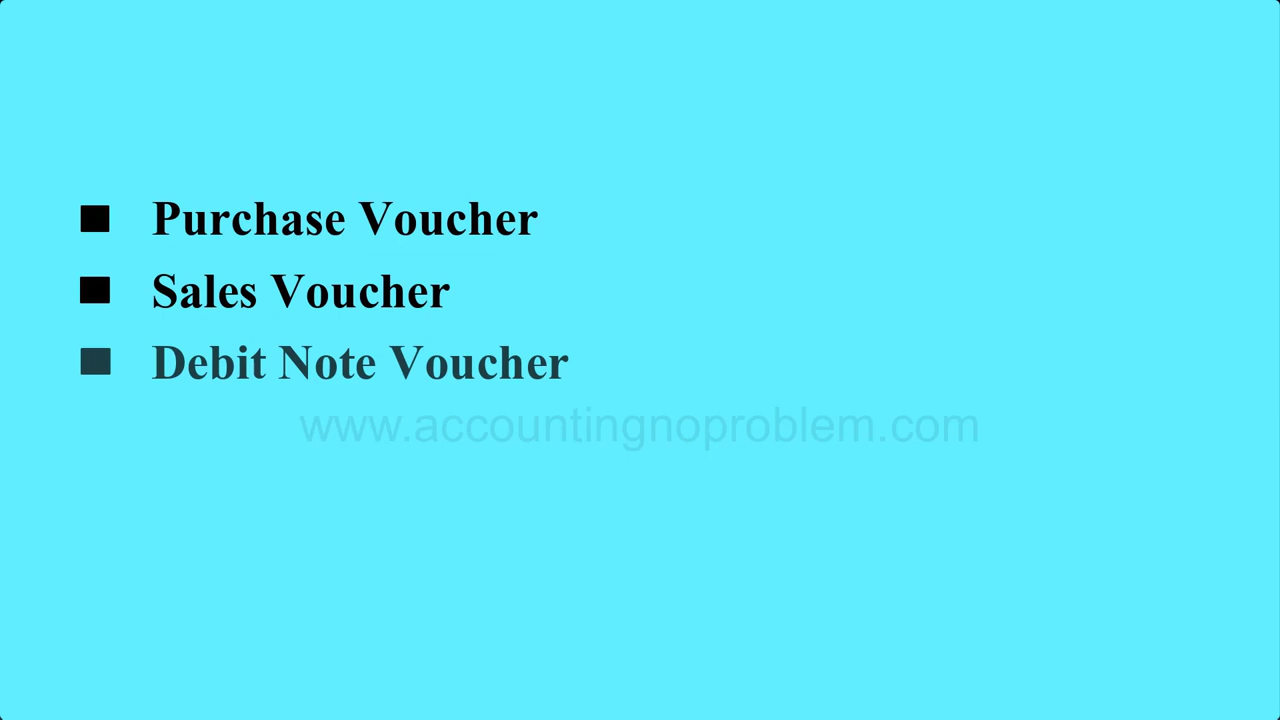 Purchase Voucher
Sales Voucher
Debit Note Voucher
www.accountingnoproblem.com